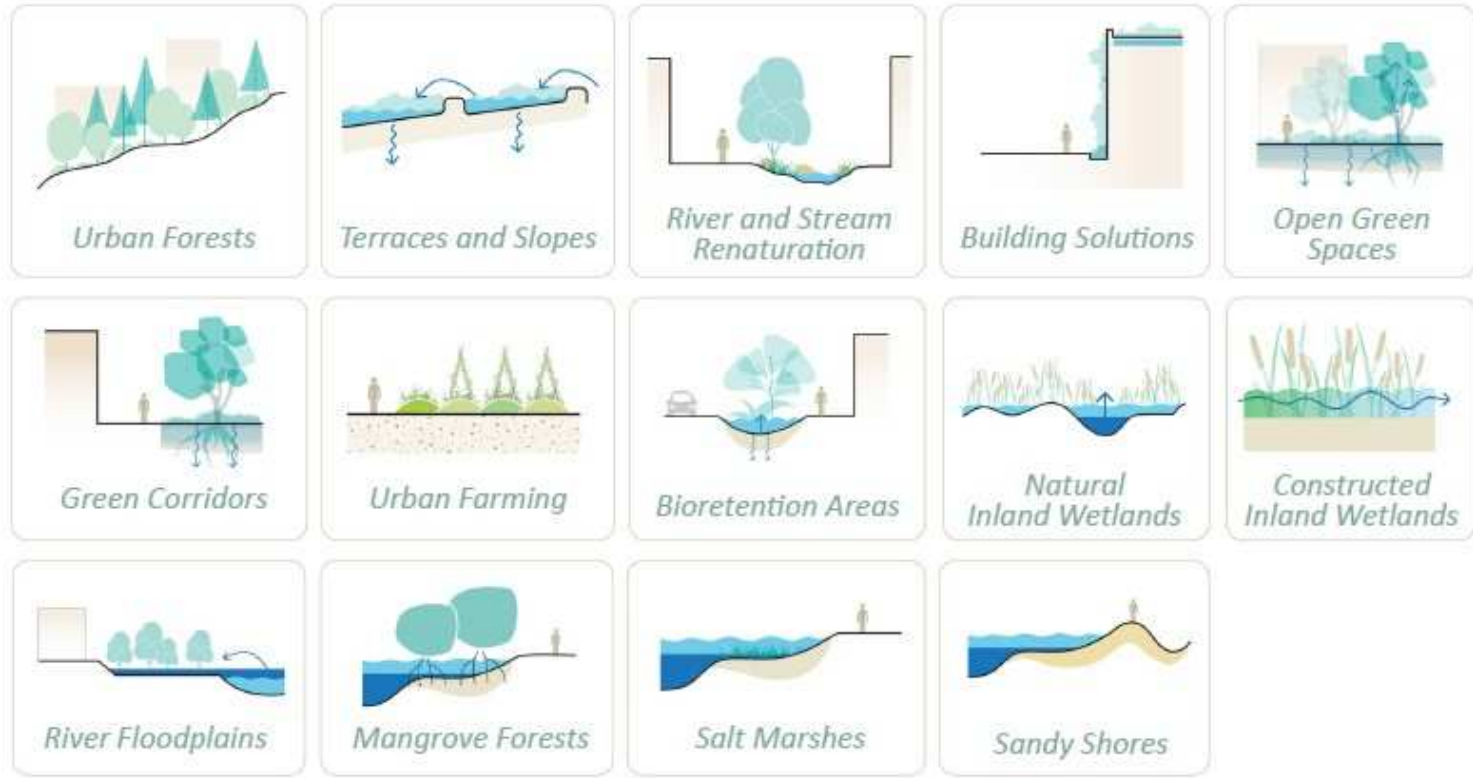 Urban Forests
Terraces and Slopes
River and Stream
Renaturation
Building Solutions
Open Green
Spaces
Green Corridors
Urban Farming
Bioretention Areas
Natural
Inland Wetlands
Constructed
Inland Wetlands
River Floodplains
Mangrove Forests
Salt Marshes
Sandy Shores